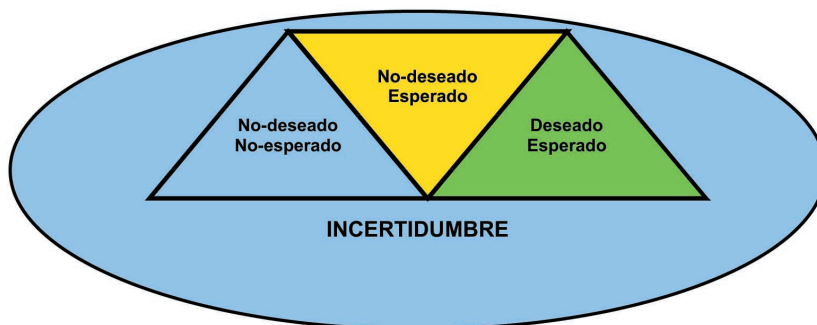 No-deseado
Esperado
No-deseado
No-esperado
Deseado
Esperado
INCERTIDUMBRE